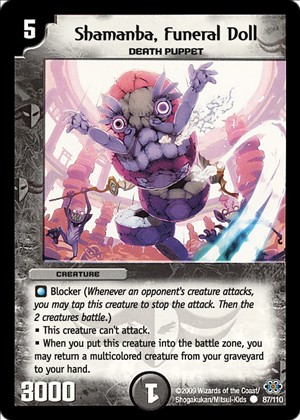 5
Shamanba, Funeral Doll
DEATH PUPPET
CREATURE
Blocker (Whenever an opponent's creature attacks,
you may tap this creature to stop the attack. Then the
2 creatures battle.)
▪ This creature can't attack.
▪ When you put this creature into the battle zone, you
may return a multicolored creature from your graveyard
to your hand.
3000
1
©2009 Wizards of the Coast/
Shogakukan/Mitsui-Kids
87/110